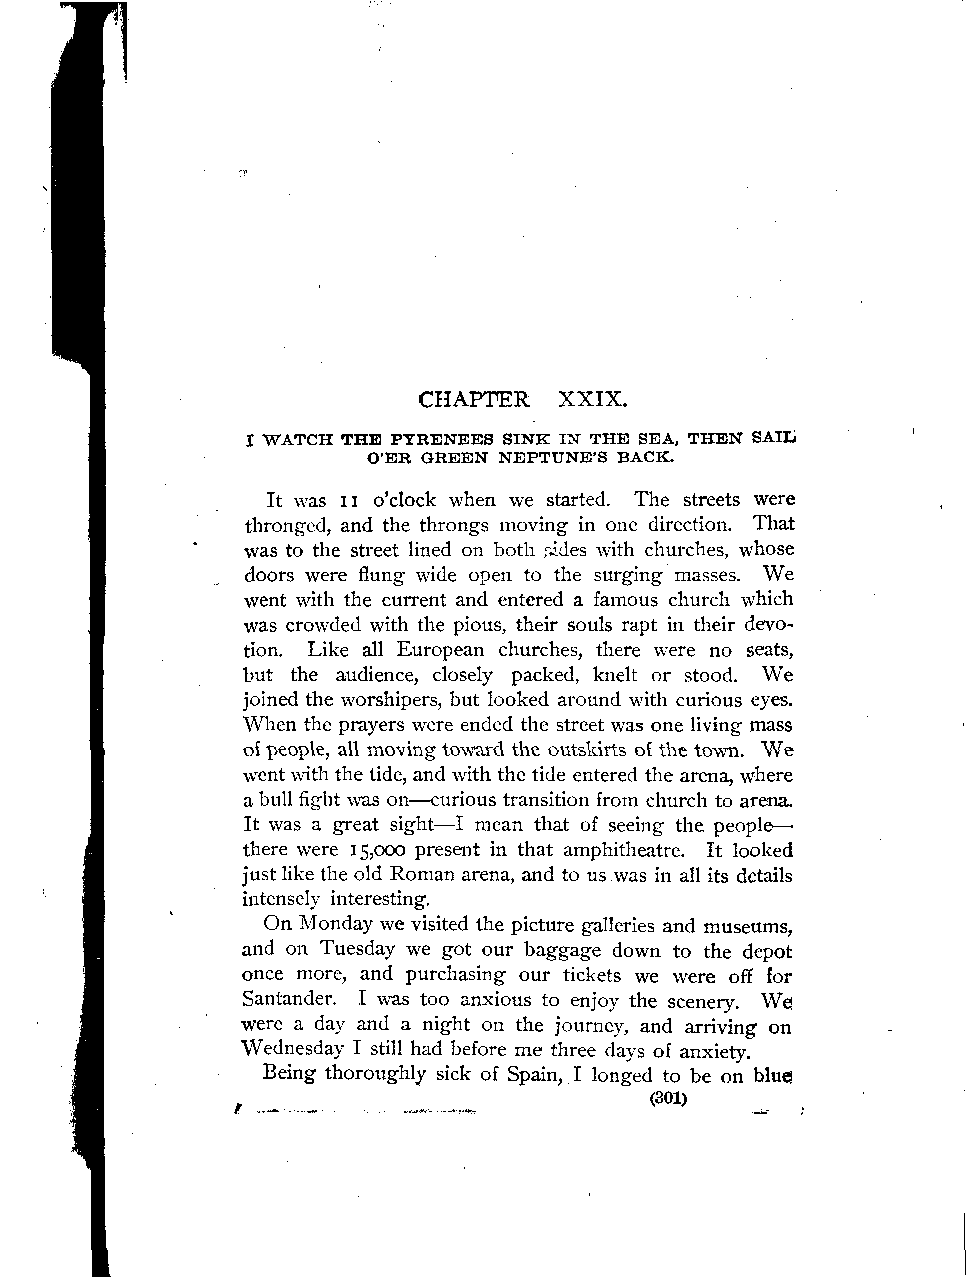 CHAPTER XXIX.
I WATCH THE PYRENEES SINK IN THE SEA, THEN SAIL
O'ER GREEN NEPTUNE'S BACK.
It was 11 o'clock when we started. The streets were
thronged, and the throngs moving in one direction. That
was to the street lined on both sides with churches, whose
doors were flung wide open to the surging masses. We
went with the current and entered a famous church which
was crowded with the pious, their souls rapt in their devo-
tion. Like all European churches, there were no seats,
but the audience, closely packed, knelt or stood. We
joined the worshipers, but looked around with curious eyes.
When the prayers were ended the street was one living mass
of people, all moving toward the outskirts of the town. We
went with the tide, and with the tide entered the arena, where
a bull fight was on—curious transition from church to arena.
It was a great sight—I mean that of seeing the people—
there were 15,000 present in that amphitheatre. It looked
just like the old Roman arena, and to us was in all its details
intensely interesting.
On Monday we visited the picture galleries and museums,
and on Tuesday we got our baggage down to the depot
once more, and purchasing our tickets we were off for
Santander. I was too anxious to enjoy the scenery. We
were a day and a night on the journey, and arriving on
Wednesday I still had before me three days of anxiety.
Being thoroughly sick of Spain, I longed to be on blue
(301)